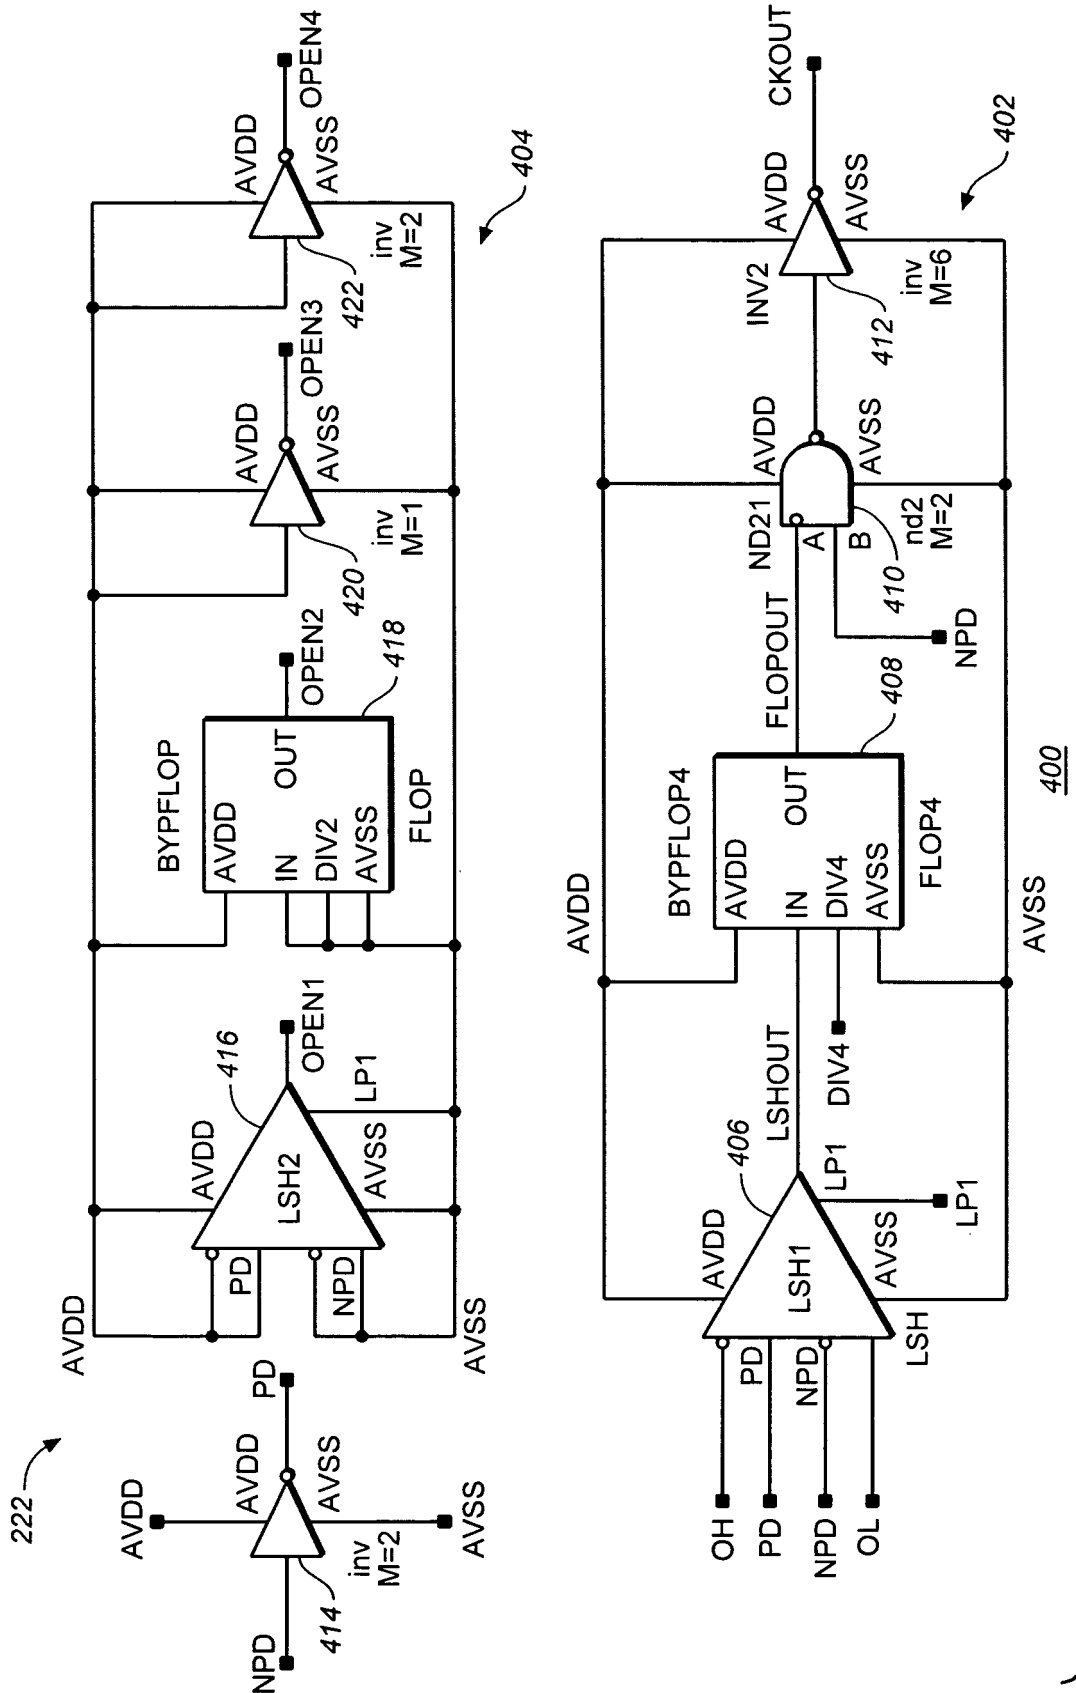 222
NPD
414
inv
M=2
AVDD
AVDD
AVSS
AVSS
PD
AVDD
AVSS
PD
NPD
LSH2
AVDD
AVSS
416
LP1
OPEN1
BYPFLOP
AVDD
IN
DIV2
AVSS
OUT
FLOP
418
OPEN2
420
inv
M=1
AVDD
AVSS
OPEN3
422
inv
M=2
AVDD
AVSS
OPEN4
404
OH
PD
NPD
OL
PD
NPD
LSH1
LSH
AVDD
AVSS
406
LP1
LP1
LSHOUT
DIV4
AVDD
AVSS
BYPFLOP4
AVDD
IN
DIV4
AVSS
OUT
FLOP4
408
FLOPOUT
NPD
ND21
A
B
410
nd2
M=2
AVDD
AVSS
INV2
412
inv
M=6
AVDD
AVSS
CKOUT
402
400